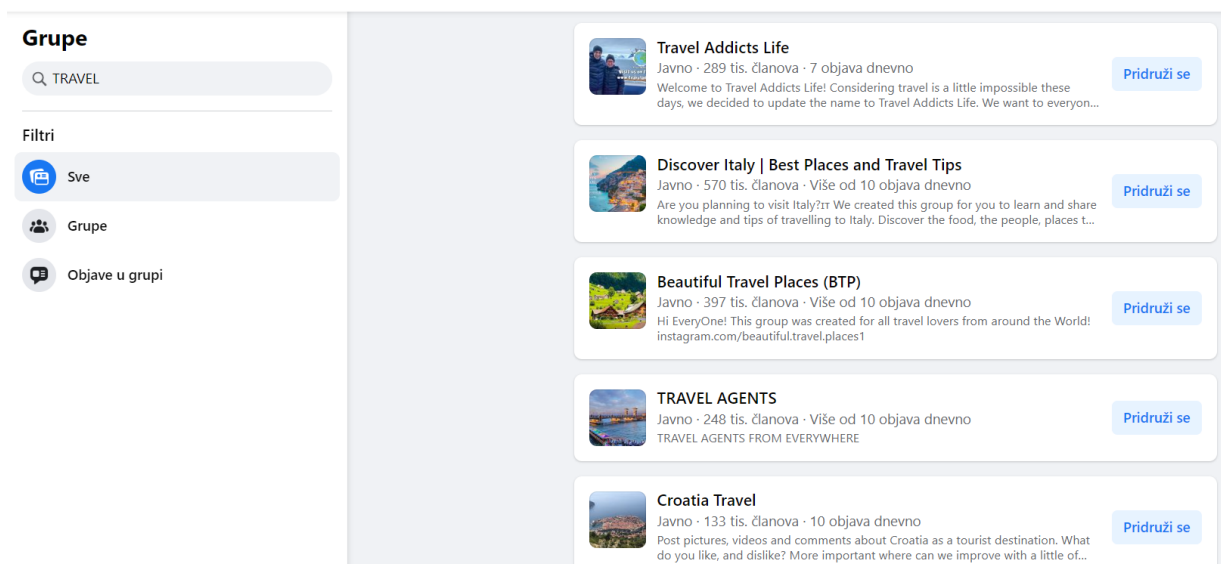 Grupe
TRAVEL
Filtri
Sve
Grupe
Objave u grupi
Travel Addicts Life
Javno · 289 tis. članova · 7 objava dnevno
Welcome to Travel Addicts Life! Considering travel is a little impossible these
days, we decided to update the name to Travel Addicts Life. We want to everyon...
Pridruži se
Discover Italy | Best Places and Travel Tips
Javno · 570 tis. članova · Više od 10 objava dnevno
Are you planning to visit Italy?ττ We created this group for you to learn and share
knowledge and tips of travelling to Italy. Discover the food, the people, places t...
Pridruži se
Beautiful Travel Places (BTP)
Javno · 397 tis. članova · Više od 10 objava dnevno
Hi EveryOne! This group was created for all travel lovers from around the World!
instagram.com/beautiful.travel.places1
Pridruži se
TRAVEL AGENTS
Javno · 248 tis. članova · Više od 10 objava dnevno
TRAVEL AGENTS FROM EVERYWHERE
Pridruži se
Croatia Travel
Javno · 133 tis. članova · 10 objava dnevno
Post pictures, videos and comments about Croatia as a tourist destination. What
do you like, and dislike? More important where can we improve with a little of...
Pridruži se